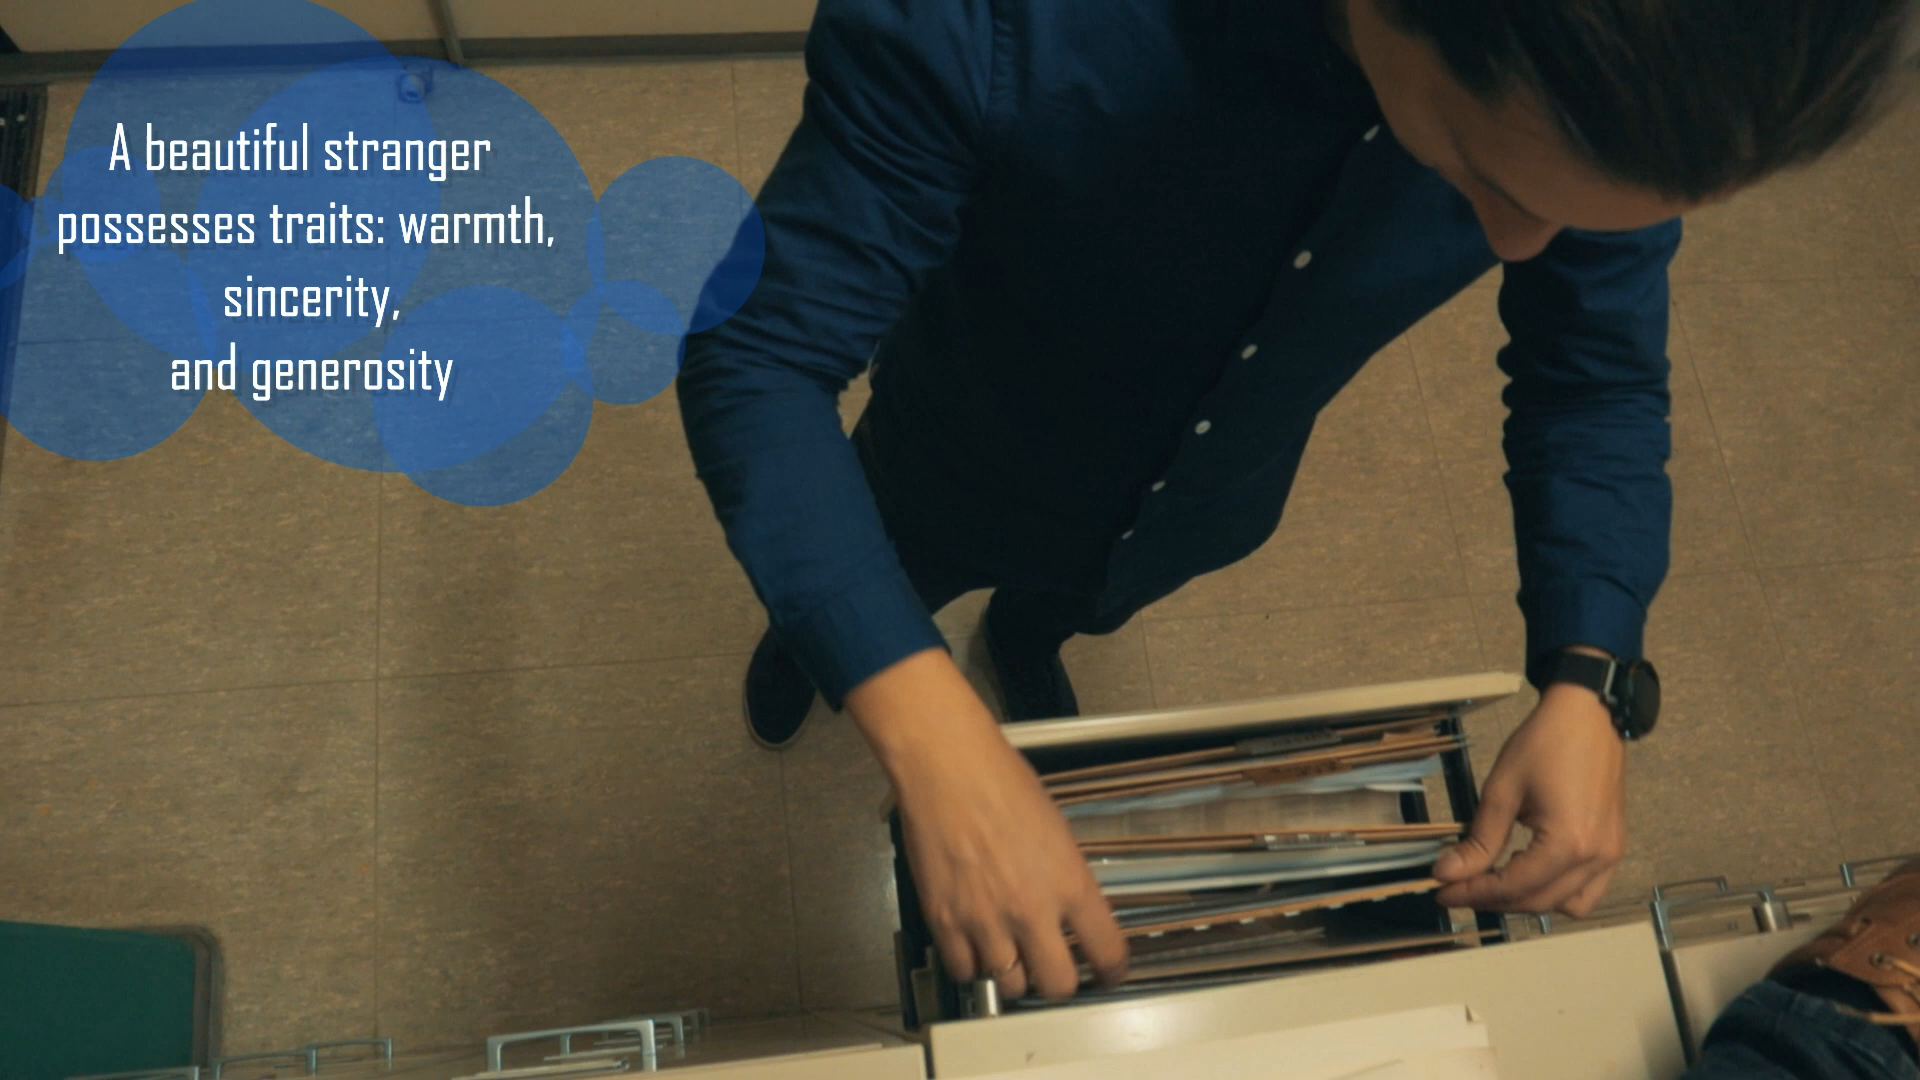 A beautiful stranger
possesses traits: warmth,
sincerity,
and generosity